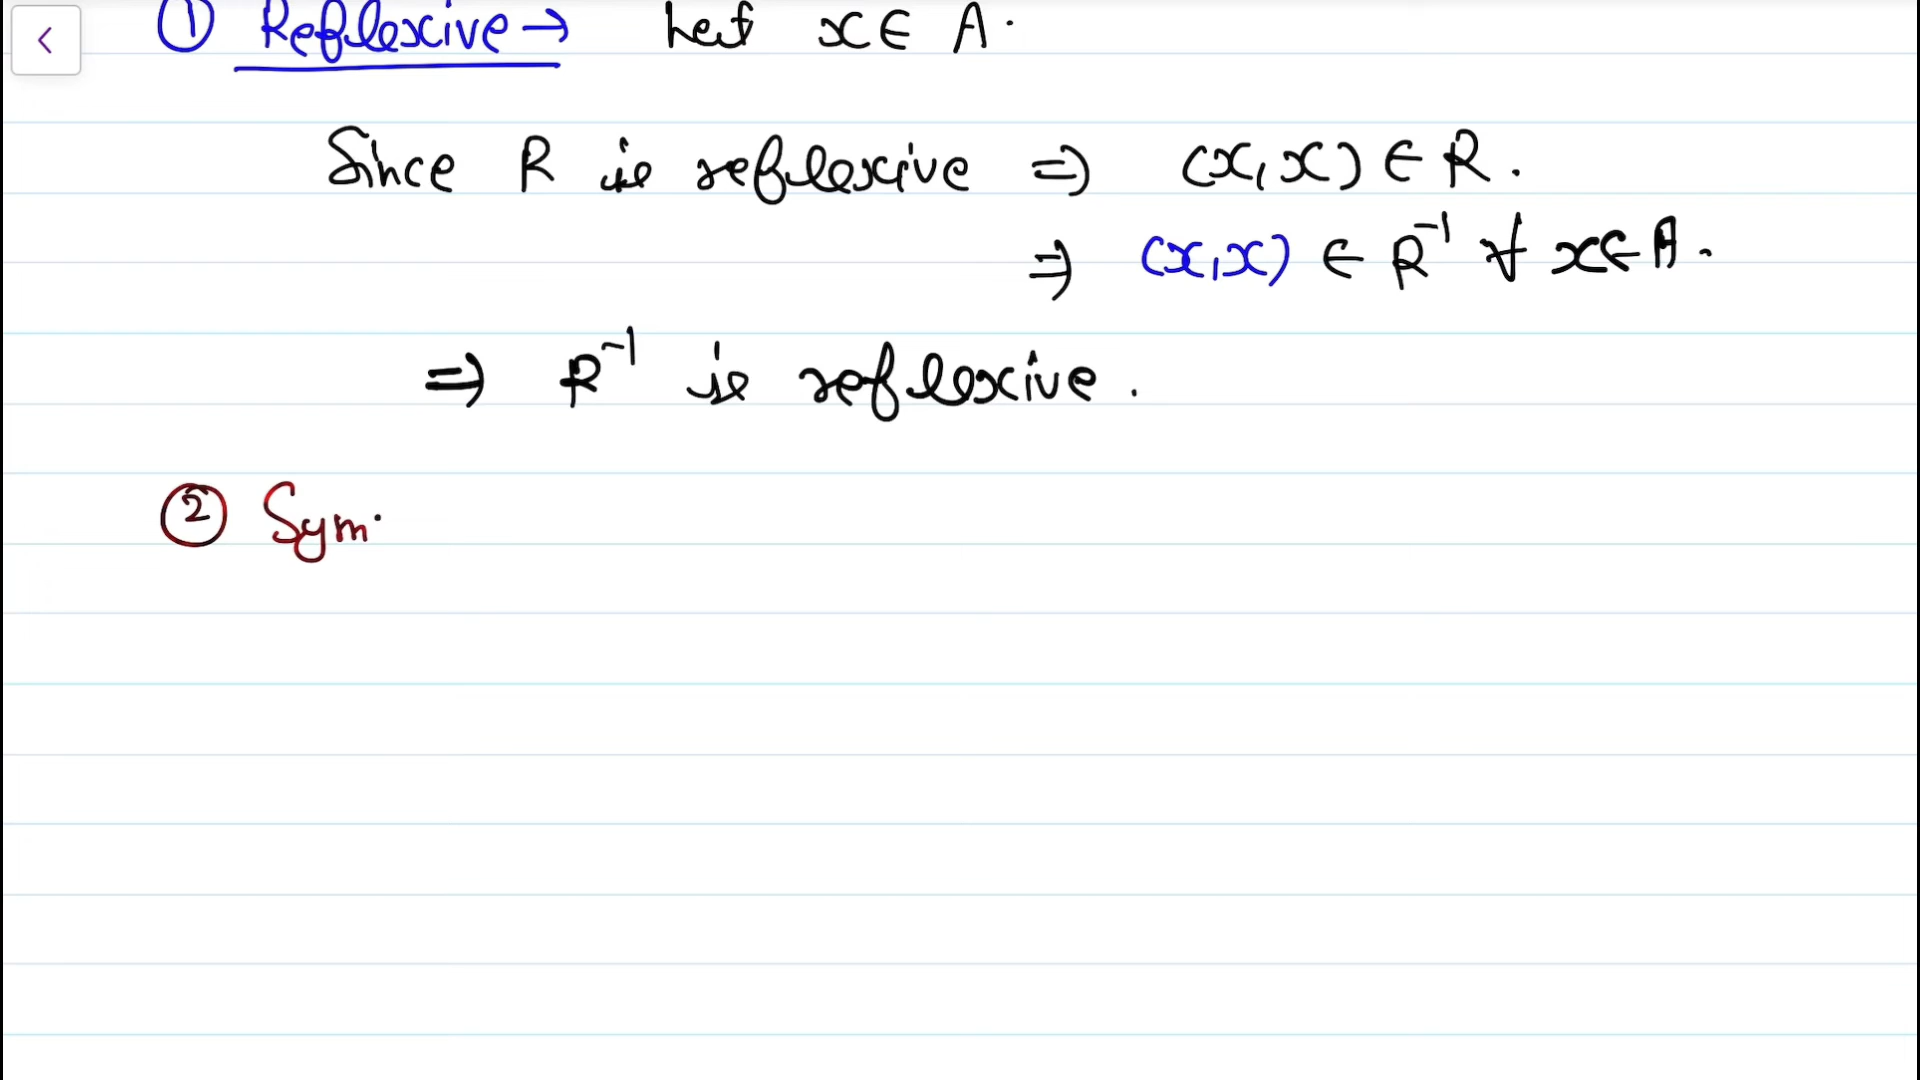 ① Reflexive → Let x ∈ A.
Since R is reflexive ⇒ (x, x) ∈ R.
⇒ (x, x) ∈ R⁻¹ ∀ x ∈ A.
⇒ R⁻¹ is reflexive.
② Sym.